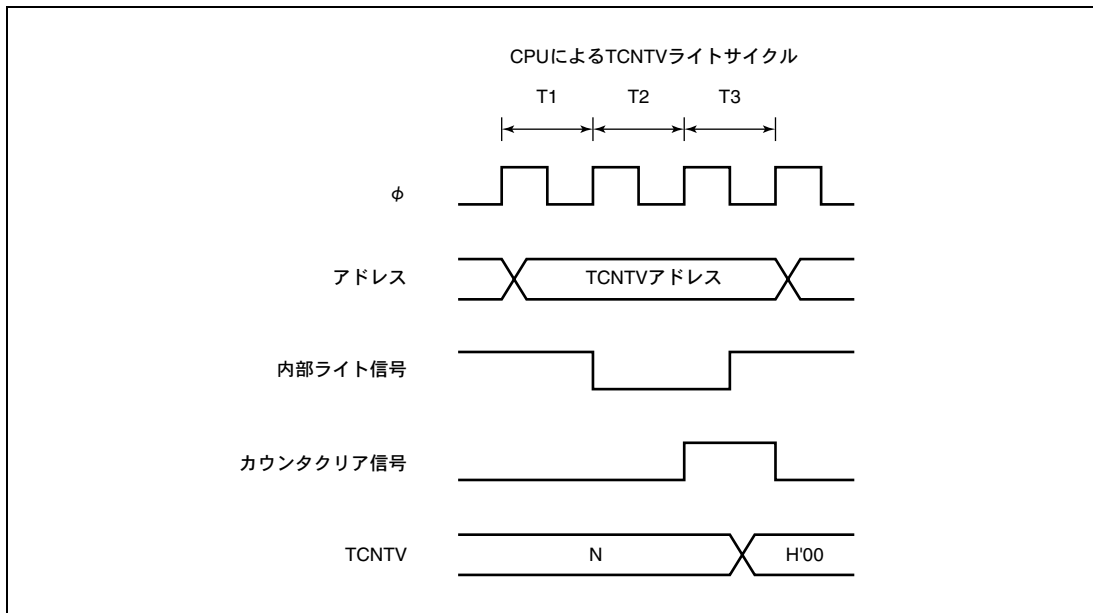 CPUによるTCNTVライトサイクル
T1 T2 T3
φ
アドレス TCNTVアドレス
内部ライト信号
カウンタクリア信号
TCNTV N H'00